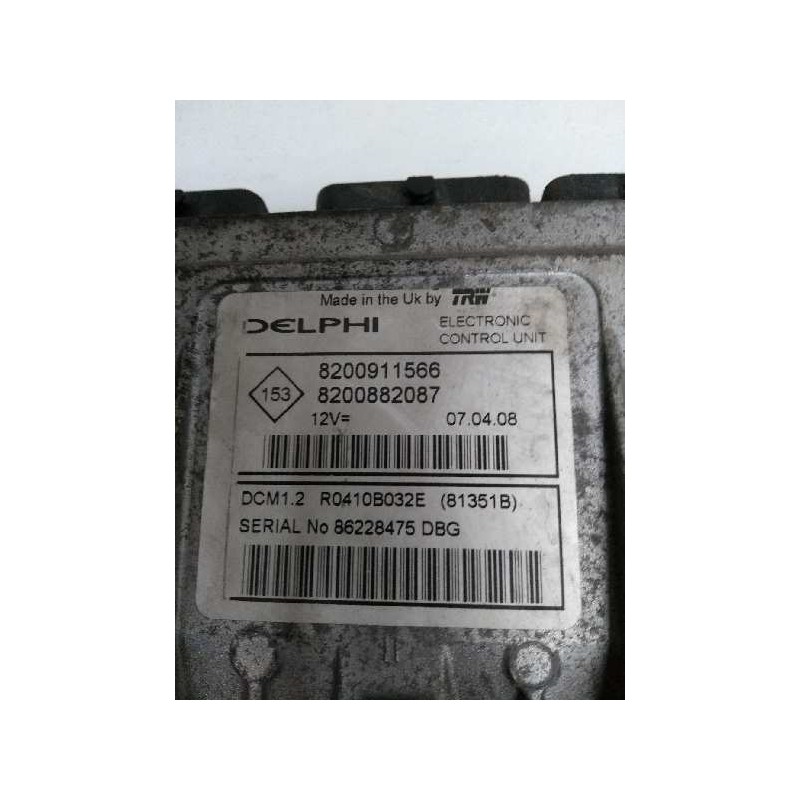 Made in the Uk by TRW
DELPHI
ELECTRONIC
CONTROL UNIT
153
8200911566
8200882087
12V=
07.04.08
DCM1.2 R0410B032E (81351B)
SERIAL No 86228475 DBG